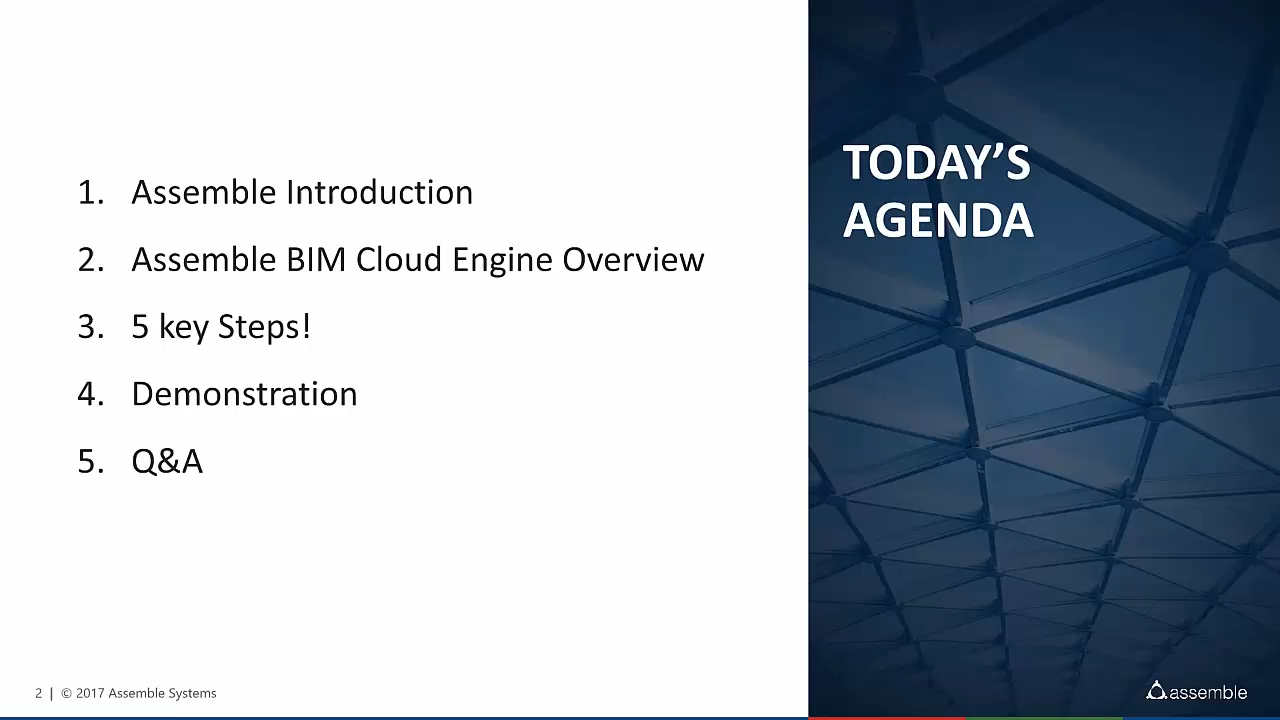 1. Assemble Introduction
2. Assemble BIM Cloud Engine Overview
3. 5 key Steps!
4. Demonstration
5. Q&A
TODAY’S
AGENDA
2 | © 2017 Assemble Systems
assemble